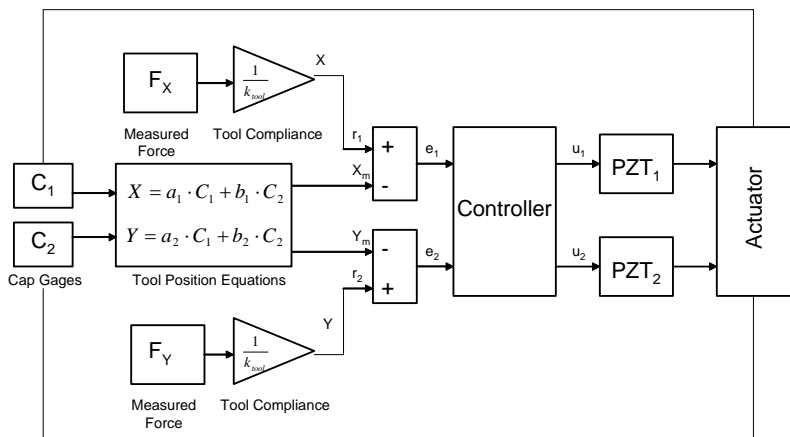 F_X
1
k_tool
X
Measured
Force
Tool Compliance
r_1
+
-
X_m
e_1
C_1
C_2
Cap Gages
X = a_1 · C_1 + b_1 · C_2
Y = a_2 · C_1 + b_2 · C_2
Tool Position Equations
Y_m
-
+
r_2
e_2
Controller
u_1
u_2
PZT_1
PZT_2
Actuator
F_Y
1
k_tool
Y
Measured
Force
Tool Compliance